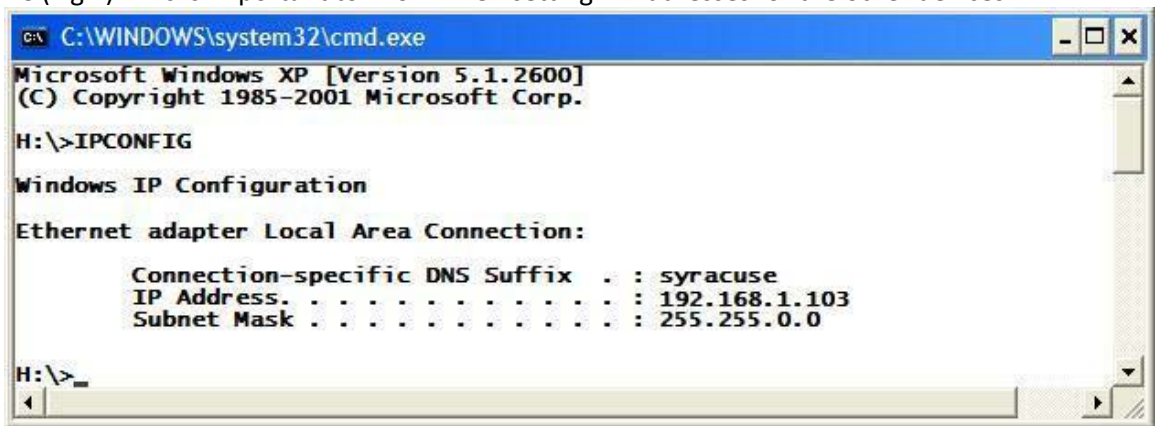 C:\WINDOWS\system32\cmd.exe
Microsoft Windows XP [Version 5.1.2600]
(C) Copyright 1985-2001 Microsoft Corp.
H:\>IPCONFIG
Windows IP Configuration
Ethernet adapter Local Area Connection:
Connection-specific DNS Suffix . : syracuse
IP Address. . . . . . . . . . . . : 192.168.1.103
Subnet Mask . . . . . . . . . . . : 255.255.0.0
H:\>_